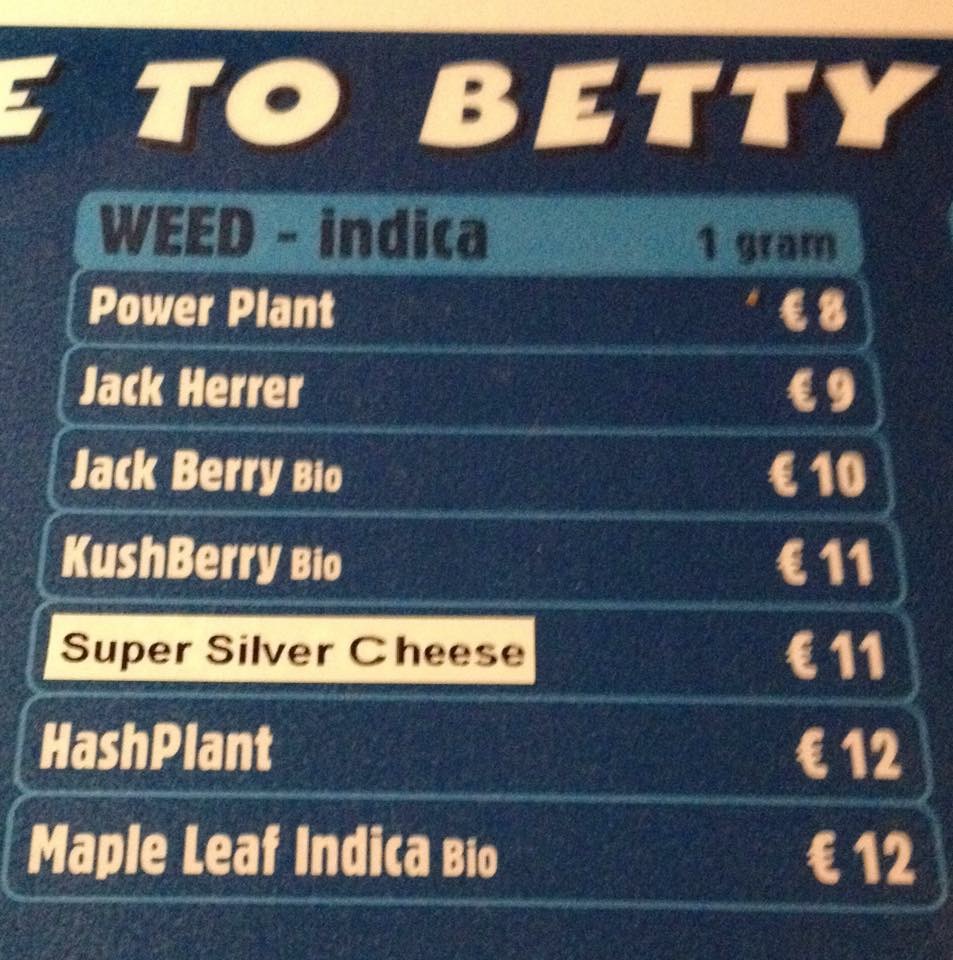 E TO BETTY
WEED - indica 1 gram
Power Plant € 8
Jack Herrer € 9
Jack Berry Bio € 10
KushBerry Bio € 11
Super Silver Cheese € 11
HashPlant € 12
Maple Leaf Indica Bio € 12